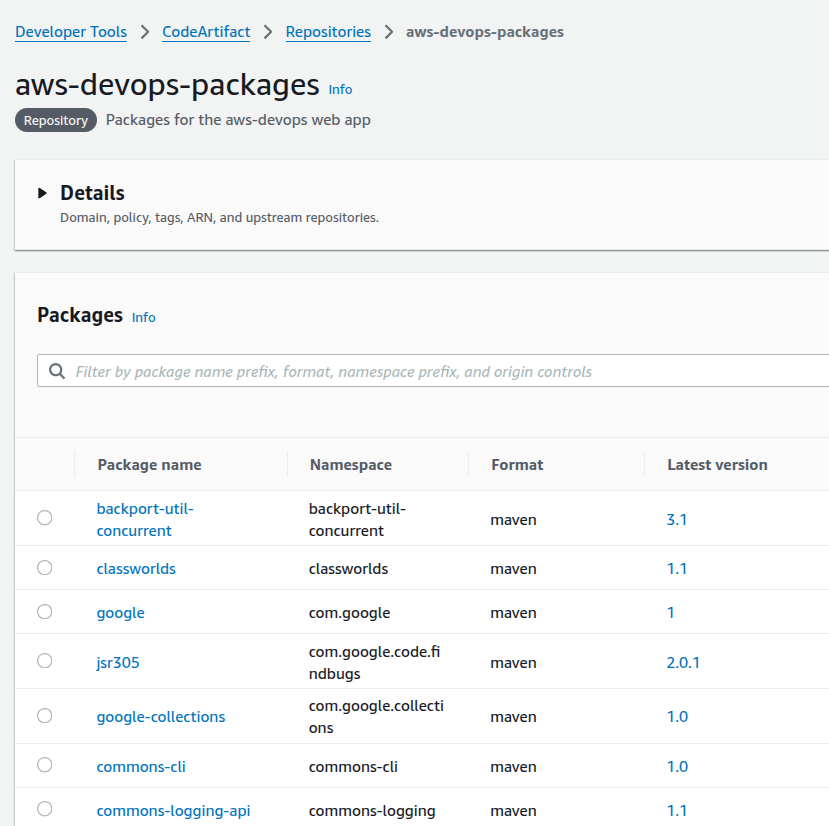 Developer Tools > CodeArtifact > Repositories > aws-devops-packages
aws-devops-packages Info
Repository Packages for the aws-devops web app
Details
Domain, policy, tags, ARN, and upstream repositories.
Packages Info
Filter by package name prefix, format, namespace prefix, and origin controls
Package name Namespace Format Latest version
backport-util- backport-util-
concurrent concurrent maven 3.1
classworlds classworlds maven 1.1
google com.google maven 1
jsr305 com.google.code.fi maven 2.0.1
ndbugs
google-collections com.google.collecti maven 1.0
ons
commons-cli commons-cli maven 1.0
commons-logging-api commons-logging maven 1.1